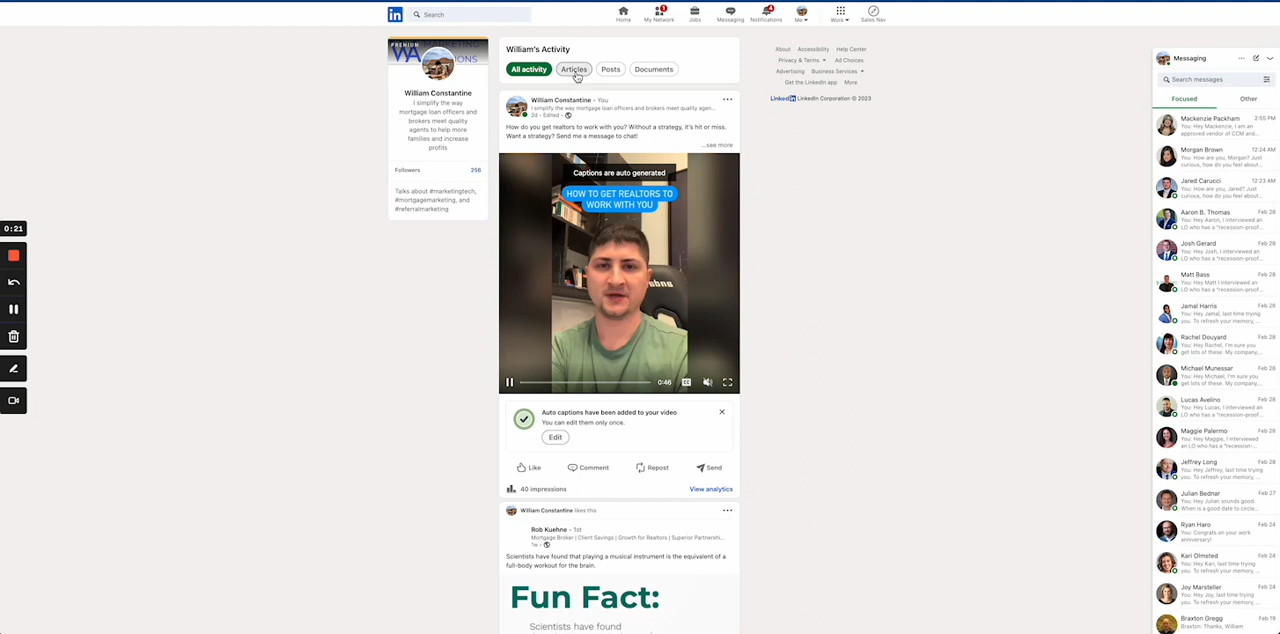 in
Search
Home
My Network
1
Jobs
Messaging
Notifications
4
Me
Work
Sales Nav
0:21
PREMIUM
William Constantine
I simplify the way
mortgage loan officers and
brokers meet quality
agents to help more
families and increase
profits
Followers
256
Talks about #marketingtech,
#mortgagemarketing, and
#referralmarketing
William's Activity
All activity
Articles
Posts
Documents
William Constantine • You
I simplify the way mortgage loan officers and brokers meet quality agen...
2d • Edited •
How do you get realtors to work with you? Without a strategy, it's hit or miss.
Want a strategy? Send me a message to chat!
...see more
Captions are auto generated
HOW TO GET REALTORS TO
WORK WITH YOU
0:46
Auto captions have been added to your video
You can edit them only once.
Edit
Like
Comment
Repost
Send
40 impressions
View analytics
William Constantine likes this
Rob Kuehne • 1st
Mortgage Broker | Client Savings | Growth for Realtors | Superior Partnershi...
1w •
Scientists have found that playing a musical instrument is the equivalent of a
full-body workout for the brain.
Fun Fact:
Scientists have found
About
Accessibility
Help Center
Privacy & Terms
Ad Choices
Advertising
Business Services
Get the LinkedIn app
More
LinkedIn LinkedIn Corporation © 2023
Messaging
Search messages
Focused
Other
Mackenzie Packham 2:55 PM
You: Hey Mackenzie, I am an
approved vendor of CCM and...
Morgan Brown 12:24 AM
You: How are you, Morgan? Just
curious, how do you feel about...
Jared Carucci 12:23 AM
You: How are you, Jared? Just
curious, how do you feel about...
Aaron B. Thomas Feb 28
You: Hey Aaron, I interviewed an
LO who has a "recession-proof...
Josh Gerard Feb 28
You: Hey Josh, I interviewed an
LO who has a "recession-proof...
Matt Bass Feb 28
You: Hey Matt I interviewed an
LO who has a "recession-proof...
Jamal Harris Feb 28
You: Hey Jamal, last time trying
you. To refresh your memory, ...
Rachel Douyard Feb 28
You: Hey Rachel, I'm sure you
get lots of these. My company,...
Michael Munessar Feb 28
You: Hey Michael, I'm sure you
get lots of these. My company,...
Lucas Avelino Feb 28
You: Hey Lucas, I interviewed an
LO who has a "recession-proof...
Maggie Palermo Feb 28
You: Hey Maggie, I interviewed
an LO who has a "recession-...
Jeffrey Long Feb 28
You: Hey Jeffrey, last time trying
you. To refresh your memory, ...
Julian Bednar Feb 27
You: Hey Julian sounds good.
When is a good date to circle...
Ryan Haro Feb 24
You: Congrats on your work
anniversary!
Kari Olmsted Feb 24
You: Hey Kari, last time trying
you. To refresh your memory, ...
Joy Marsteller Feb 24
You: Hey Joy, last time trying
you. To refresh your memory, ...
Braxton Gregg Feb 19
Braxton: Thanks, William